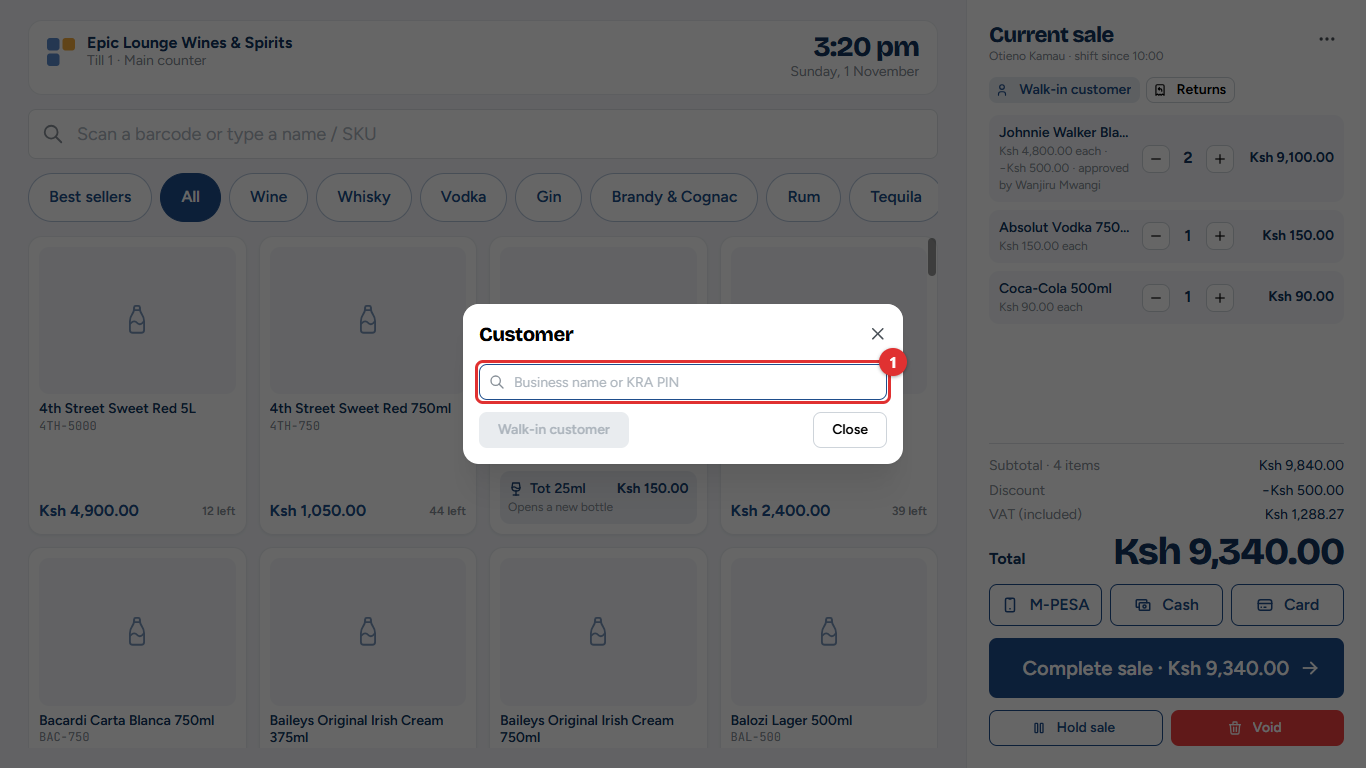 Epic Lounge Wines & Spirits
Till 1 · Main counter
3:20 pm
Sunday, 1 November
Scan a barcode or type a name / SKU
Best sellers
All
Wine
Whisky
Vodka
Gin
Brandy & Cognac
Rum
Tequila
4th Street Sweet Red 5L
4TH-5000
Ksh 4,900.00
12 left
4th Street Sweet Red 750ml
4TH-750
Ksh 1,050.00
44 left
Tot 25ml
Ksh 150.00
Opens a new bottle
Ksh 2,400.00
39 left
Bacardi Carta Blanca 750ml
BAC-750
Baileys Original Irish Cream
375ml
Baileys Original Irish Cream
750ml
Balozi Lager 500ml
BAL-500
Customer
1
Business name or KRA PIN
Walk-in customer
Close
Current sale
Otieno Kamau · shift since 10:00
Walk-in customer
Returns
Johnnie Walker Bla...
Ksh 4,800.00 each ·
−Ksh 500.00 · approved
by Wanjiru Mwangi
2
Ksh 9,100.00
Absolut Vodka 750...
Ksh 150.00 each
1
Ksh 150.00
Coca-Cola 500ml
Ksh 90.00 each
1
Ksh 90.00
Subtotal · 4 items
Ksh 9,840.00
Discount
−Ksh 500.00
VAT (included)
Ksh 1,288.27
Total
Ksh 9,340.00
M-PESA
Cash
Card
Complete sale · Ksh 9,340.00
Hold sale
Void